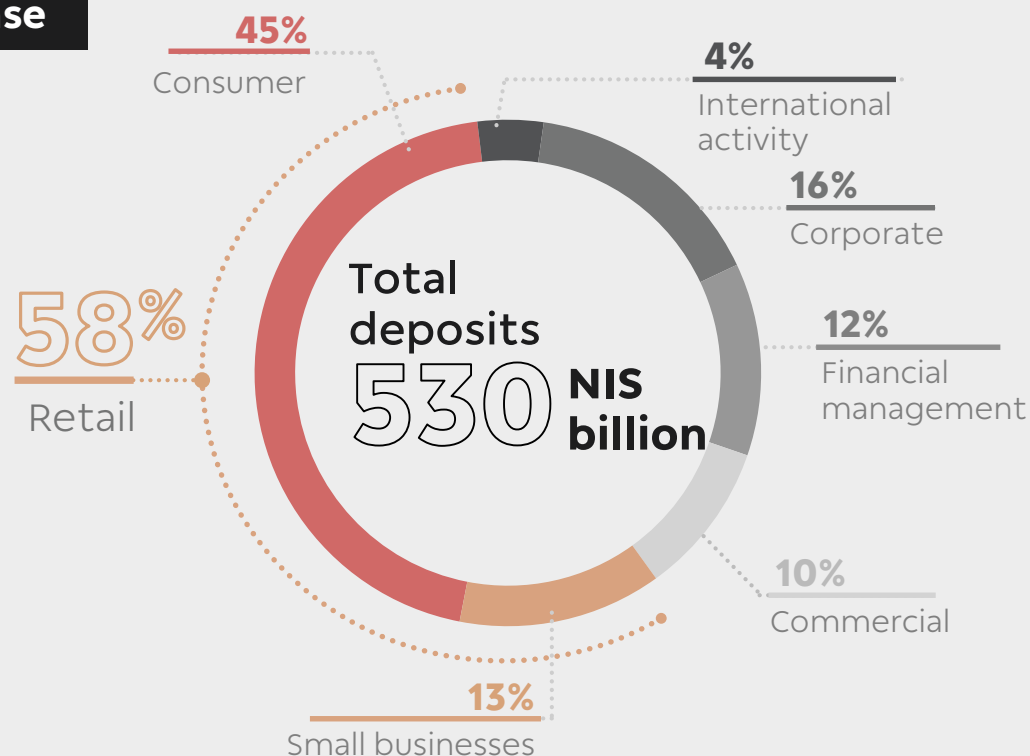 45%
Consumer
4%
International
activity
16%
Corporate
58%
Retail
Total
deposits
530 NIS
billion
12%
Financial
management
10%
Commercial
13%
Small businesses